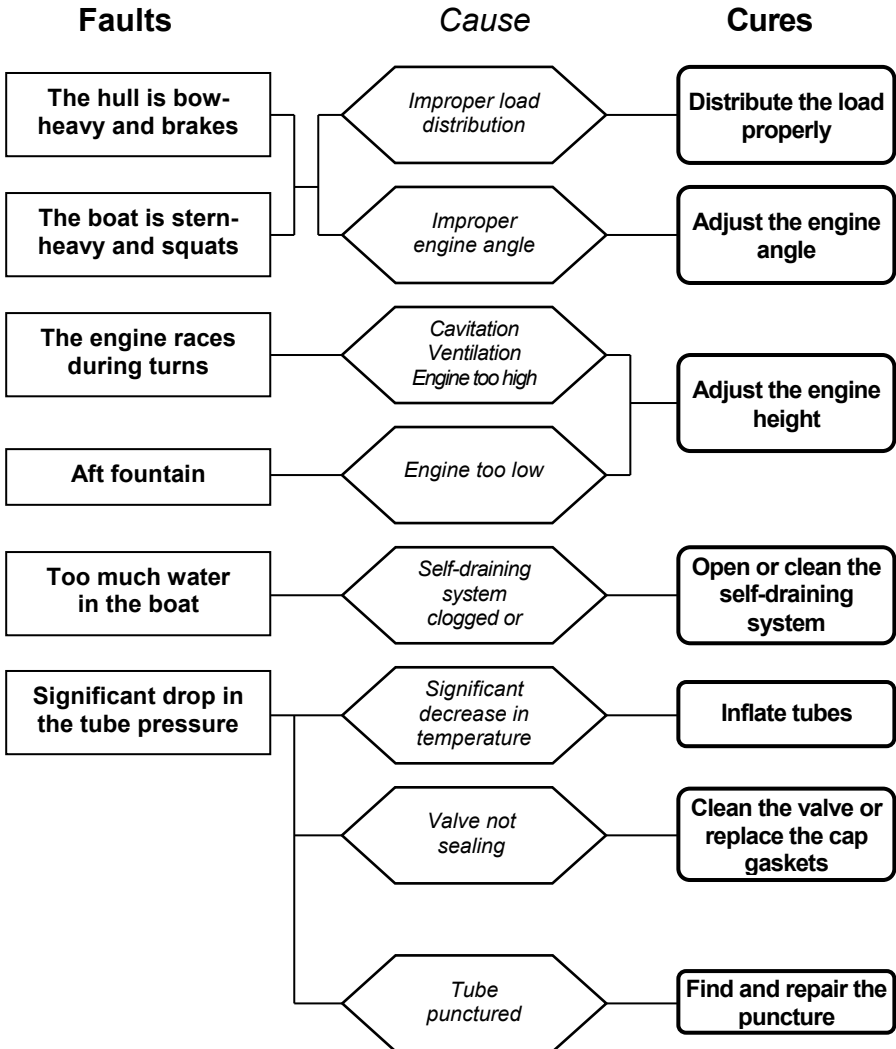 Faults Cause Cures
The hull is bow-
heavy and brakes
Improper load
distribution
Distribute the load
properly
The boat is stern-
heavy and squats
Improper
engine angle
Adjust the engine
angle
The engine races
during turns
Cavitation
Ventilation
Engine too high
Adjust the engine
height
Aft fountain
Engine too low
Too much water
in the boat
Self-draining
system
clogged or
Open or clean the
self-draining
system
Significant drop in
the tube pressure
Significant
decrease in
temperature
Inflate tubes
Valve not
sealing
Clean the valve or
replace the cap
gaskets
Tube
punctured
Find and repair the
puncture